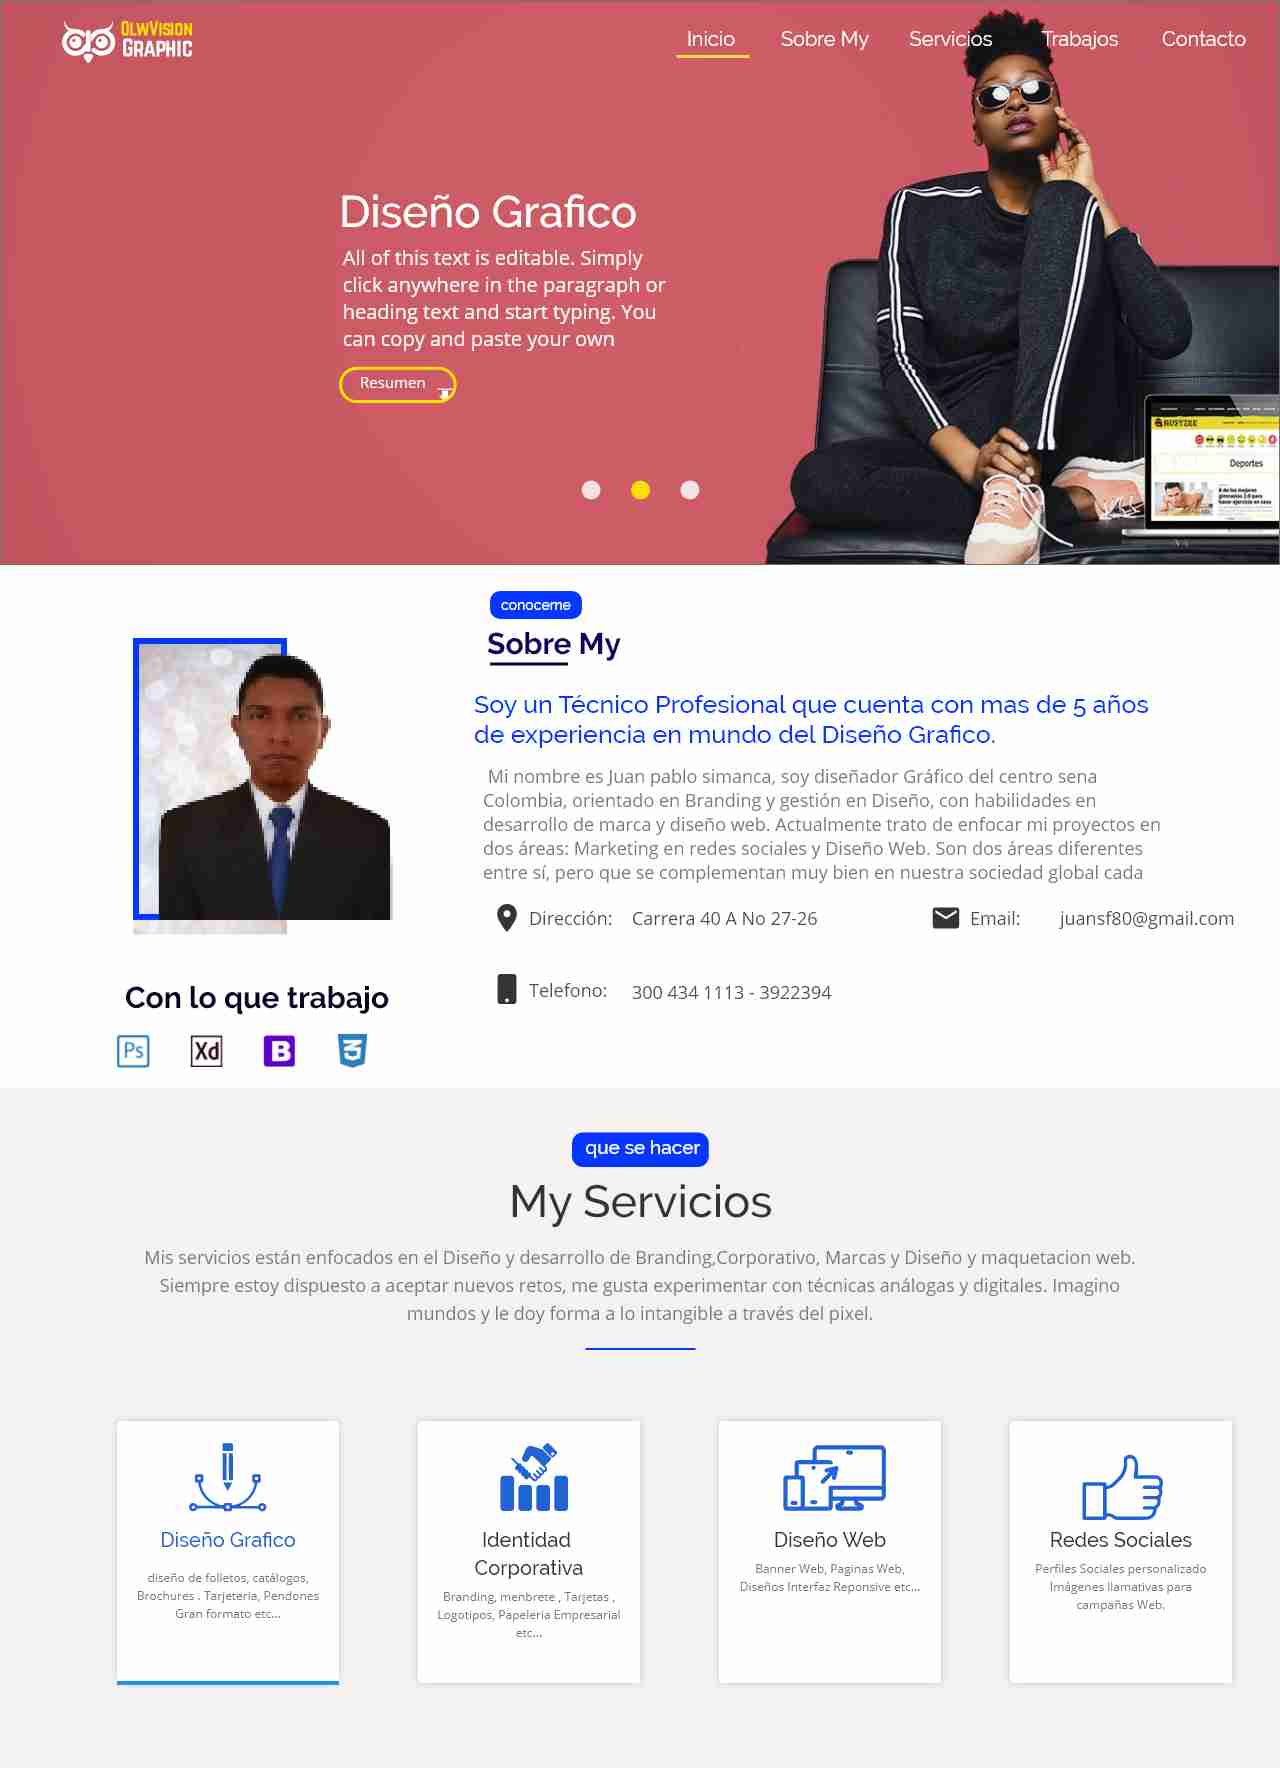 OlwVision
Graphic
Inicio Sobre My Servicios Trabajos Contacto
Diseño Grafico
All of this text is editable. Simply
click anywhere in the paragraph or
heading text and start typing. You
can copy and paste your own
Resumen
Deportes
conoceme
Sobre My
Soy un Técnico Profesional que cuenta con mas de 5 años
de experiencia en mundo del Diseño Grafico.
Mi nombre es Juan pablo simanca, soy diseñador Gráfico del centro sena
Colombia, orientado en Branding y gestión en Diseño, con habilidades en
desarrollo de marca y diseño web. Actualmente trato de enfocar mi proyectos en
dos áreas: Marketing en redes sociales y Diseño Web. Son dos áreas diferentes
entre sí, pero que se complementan muy bien en nuestra sociedad global cada
Dirección: Carrera 40 A No 27-26 Email: juansf80@gmail.com
Telefono: 300 434 1113 - 3922394
Con lo que trabajo
Ps Xd B 3
que se hacer
My Servicios
Mis servicios están enfocados en el Diseño y desarrollo de Branding,Corporativo, Marcas y Diseño y maquetacion web.
Siempre estoy dispuesto a aceptar nuevos retos, me gusta experimentar con técnicas análogas y digitales. Imagino
mundos y le doy forma a lo intangible a través del pixel.
Diseño Grafico
diseño de folletos, catálogos,
Brochures . Tarjeteria, Pendones
Gran formato etc...
Identidad
Corporativa
Branding, menbrete , Tarjetas ,
Logotipos, Papeleria Empresarial
etc...
Diseño Web
Banner Web, Paginas Web,
Diseños Interfaz Reponsive etc...
Redes Sociales
Perfiles Sociales personalizado
Imágenes llamativas para
campañas Web.